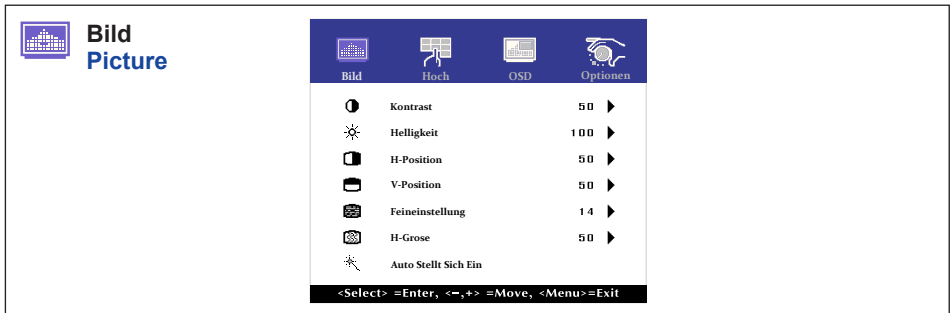 Bild
Picture
Bild Hoch OSD Optionen
Kontrast 50
Helligkeit 100
H-Position 50
V-Position 50
Feineinstellung 14
H-Grose 50
Auto Stellt Sich Ein
<Select> =Enter, <−,+> =Move, <Menu>=Exit